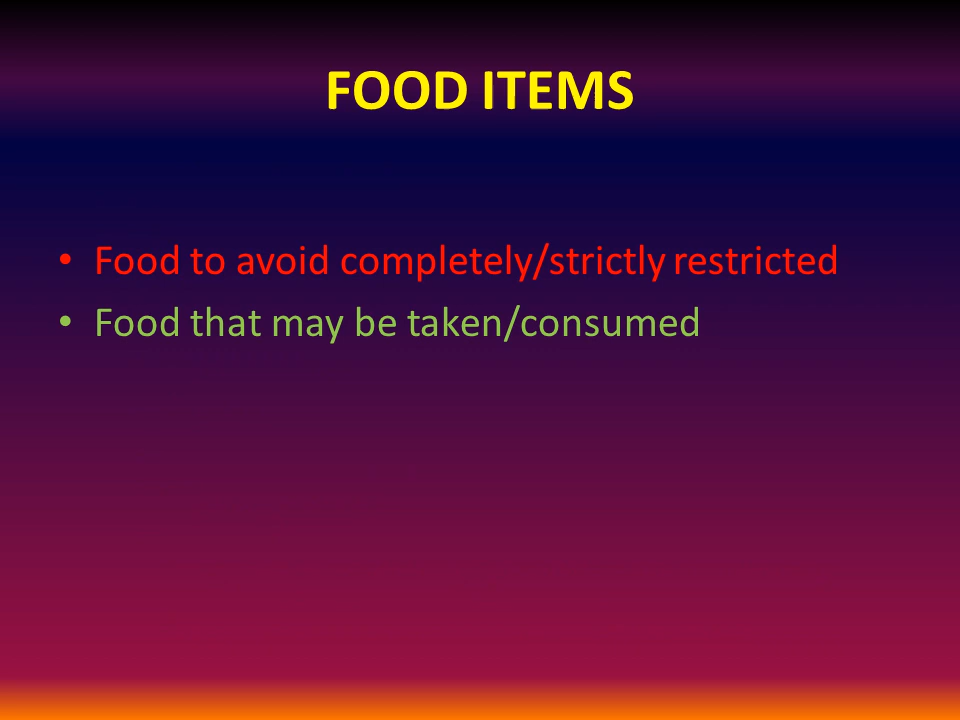 FOOD ITEMS
• Food to avoid completely/strictly restricted
• Food that may be taken/consumed